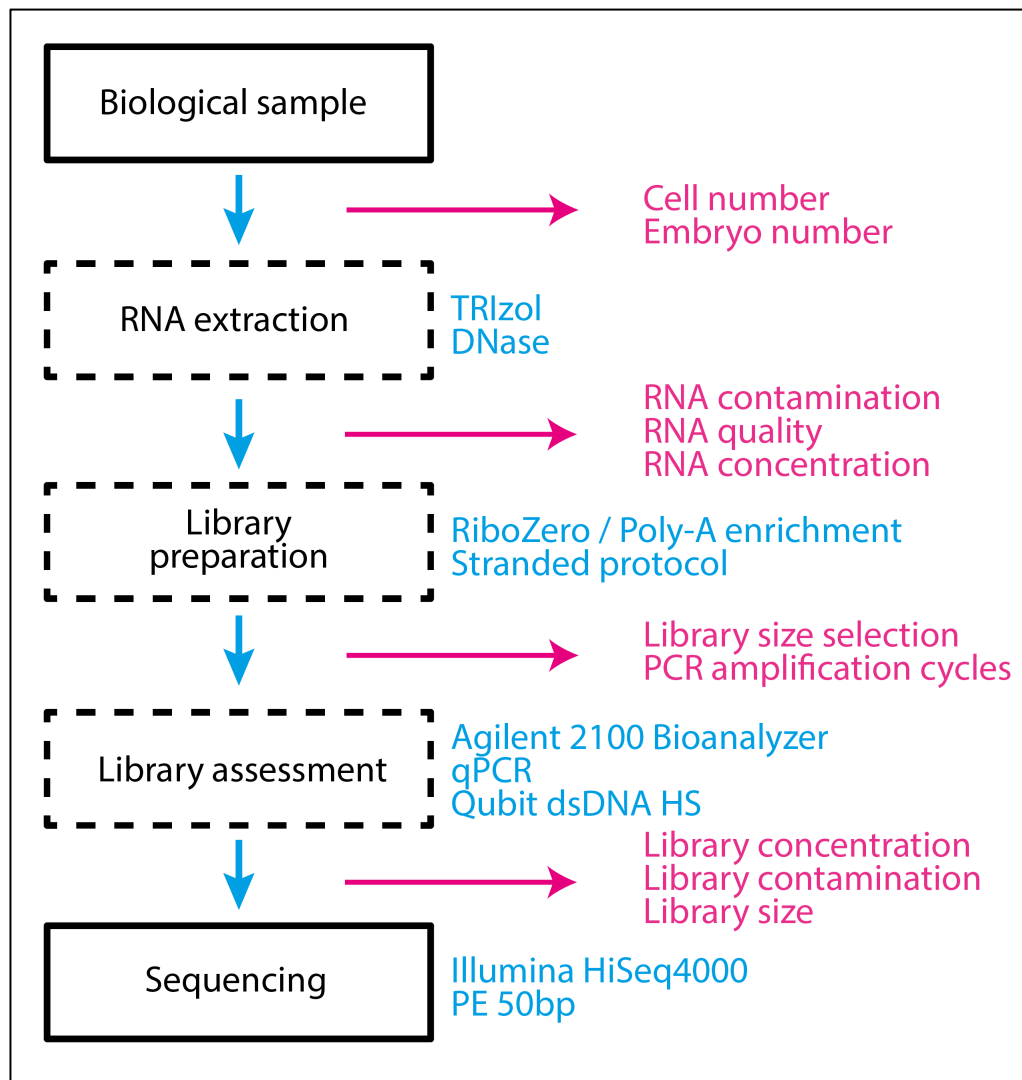 Biological sample
Cell number
Embryo number
RNA extraction
TRIzol
DNase
RNA contamination
RNA quality
RNA concentration
Library
preparation
RiboZero / Poly-A enrichment
Stranded protocol
Library size selection
PCR amplification cycles
Library assessment
Agilent 2100 Bioanalyzer
qPCR
Qubit dsDNA HS
Library concentration
Library contamination
Library size
Sequencing
Illumina HiSeq4000
PE 50bp